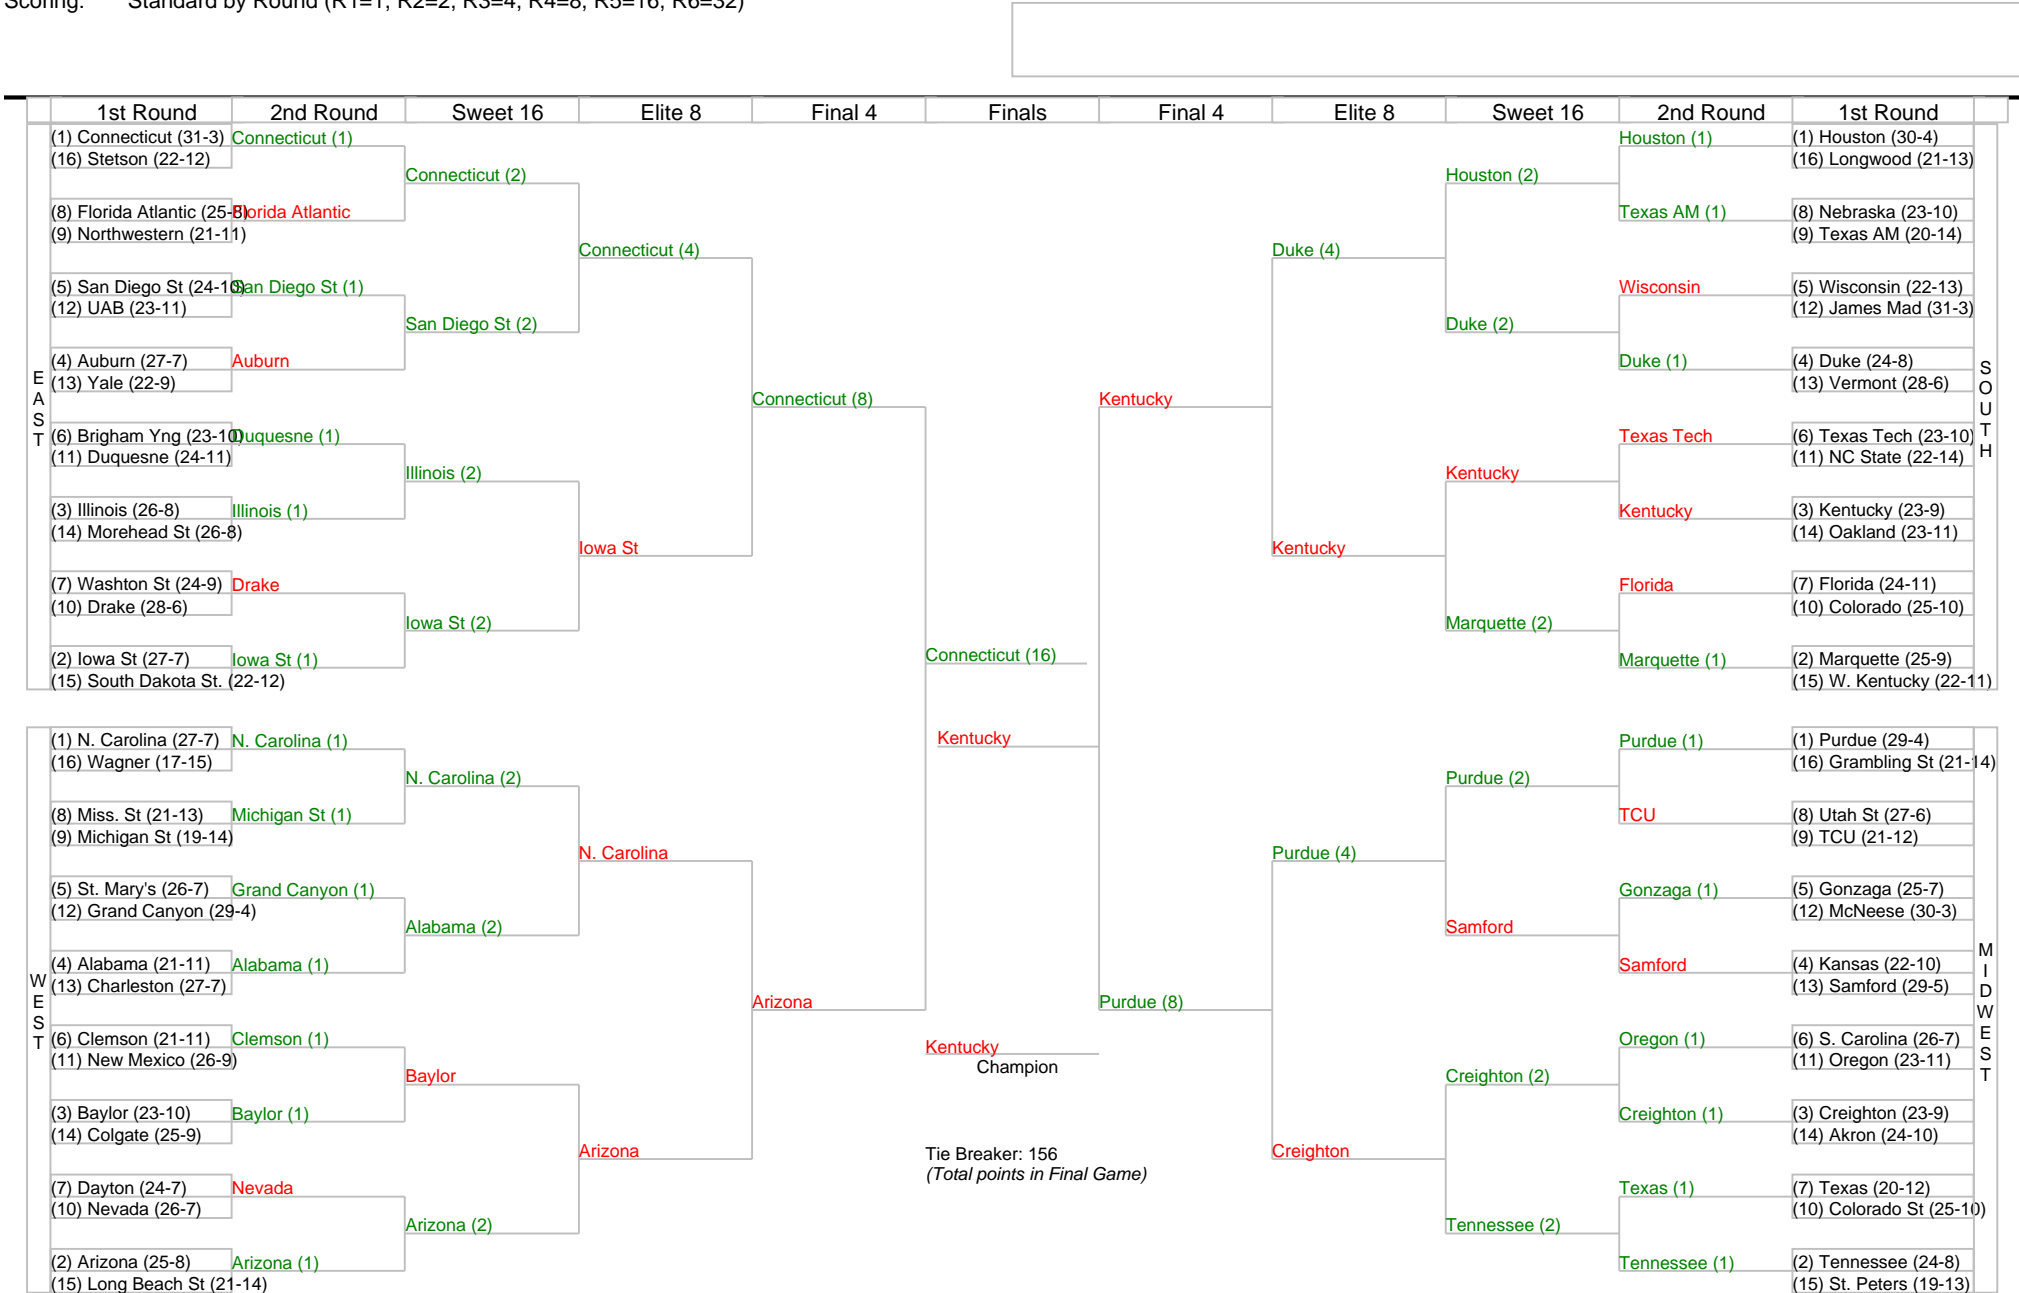 Scoring: Standard by Round (R1=1, R2=2, R3=4, R4=8, R5=16, R6=32)
1st Round 2nd Round Sweet 16 Elite 8 Final 4 Finals Final 4 Elite 8 Sweet 16 2nd Round 1st Round
EAST
(1) Connecticut (31-3)
(16) Stetson (22-12)
(8) Florida Atlantic (25-8)
(9) Northwestern (21-11)
(5) San Diego St (24-10)
(12) UAB (23-11)
(4) Auburn (27-7)
(13) Yale (22-9)
(6) Brigham Yng (23-10)
(11) Duquesne (24-11)
(3) Illinois (26-8)
(14) Morehead St (26-8)
(7) Washton St (24-9)
(10) Drake (28-6)
(2) Iowa St (27-7)
(15) South Dakota St. (22-12)
Connecticut (1)
Florida Atlantic
San Diego St (1)
Auburn
Duquesne (1)
Illinois (1)
Drake
Iowa St (1)
Connecticut (2)
San Diego St (2)
Illinois (2)
Iowa St (2)
Connecticut (4)
Iowa St
Connecticut (8)
WEST
(1) N. Carolina (27-7)
(16) Wagner (17-15)
(8) Miss. St (21-13)
(9) Michigan St (19-14)
(5) St. Mary's (26-7)
(12) Grand Canyon (29-4)
(4) Alabama (21-11)
(13) Charleston (27-7)
(6) Clemson (21-11)
(11) New Mexico (26-9)
(3) Baylor (23-10)
(14) Colgate (25-9)
(7) Dayton (24-7)
(10) Nevada (26-7)
(2) Arizona (25-8)
(15) Long Beach St (21-14)
N. Carolina (1)
Michigan St (1)
Grand Canyon (1)
Alabama (1)
Clemson (1)
Baylor (1)
Nevada
Arizona (1)
N. Carolina (2)
Alabama (2)
Baylor
Arizona (2)
N. Carolina
Arizona
Arizona
Connecticut (16)
Kentucky
Kentucky
Champion
Tie Breaker: 156
(Total points in Final Game)
Kentucky
Duke (4)
Kentucky
Houston (2)
Duke (2)
Kentucky
Marquette (2)
Houston (1)
Texas AM (1)
Wisconsin
Duke (1)
Texas Tech
Kentucky
Florida
Marquette (1)
(1) Houston (30-4)
(16) Longwood (21-13)
(8) Nebraska (23-10)
(9) Texas AM (20-14)
(5) Wisconsin (22-13)
(12) James Mad (31-3)
(4) Duke (24-8)
(13) Vermont (28-6)
(6) Texas Tech (23-10)
(11) NC State (22-14)
(3) Kentucky (23-9)
(14) Oakland (23-11)
(7) Florida (24-11)
(10) Colorado (25-10)
(2) Marquette (25-9)
(15) W. Kentucky (22-11)
SOUTH
Purdue (8)
Purdue (4)
Creighton
Purdue (2)
Samford
Creighton (2)
Tennessee (2)
Purdue (1)
TCU
Gonzaga (1)
Samford
Oregon (1)
Creighton (1)
Texas (1)
Tennessee (1)
(1) Purdue (29-4)
(16) Grambling St (21-14)
(8) Utah St (27-6)
(9) TCU (21-12)
(5) Gonzaga (25-7)
(12) McNeese (30-3)
(4) Kansas (22-10)
(13) Samford (29-5)
(6) S. Carolina (26-7)
(11) Oregon (23-11)
(3) Creighton (23-9)
(14) Akron (24-10)
(7) Texas (20-12)
(10) Colorado St (25-10)
(2) Tennessee (24-8)
(15) St. Peters (19-13)
MIDWEST